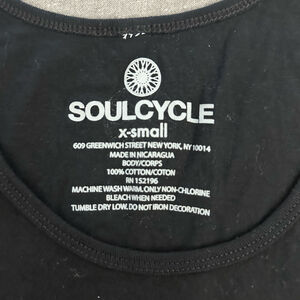 SOULCYCLE
x-small
609 GREENWICH STREET NEW YORK, NY 10014
MADE IN NICARAGUA
BODY/CORPS
100% COTTON/COTON
RN 152196
MACHINE WASH WARM, ONLY NON-CHLORINE
BLEACH WHEN NEEDED
TUMBLE DRY LOW. DO NOT IRON DECORATION